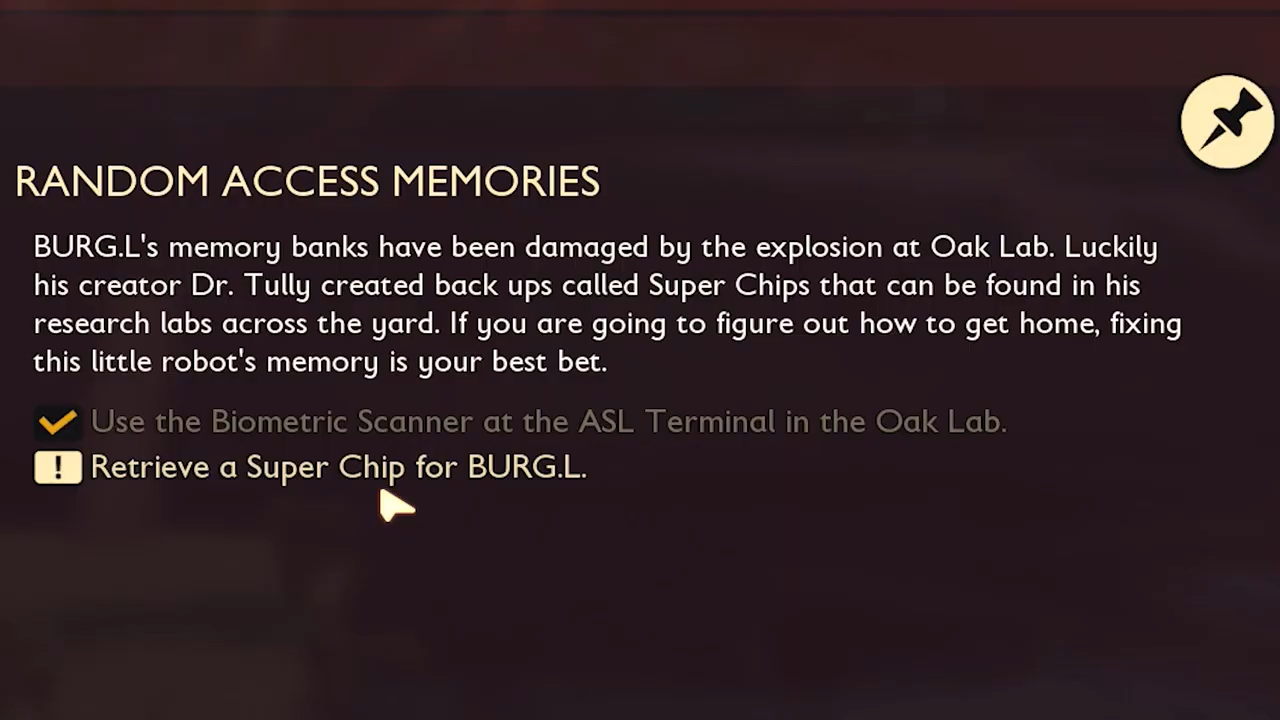 RANDOM ACCESS MEMORIES
BURG.L's memory banks have been damaged by the explosion at Oak Lab. Luckily
his creator Dr. Tully created back ups called Super Chips that can be found in his
research labs across the yard. If you are going to figure out how to get home, fixing
this little robot's memory is your best bet.
Use the Biometric Scanner at the ASL Terminal in the Oak Lab.
! Retrieve a Super Chip for BURG.L.